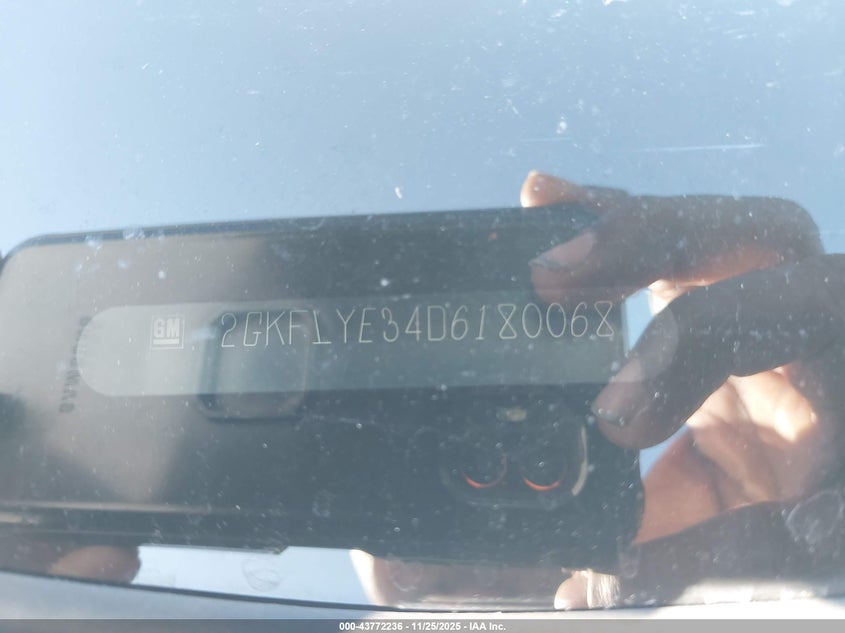 GM 2GKFLYE34D6180068
000-43772236 - 11/25/2025 - IAA Inc.